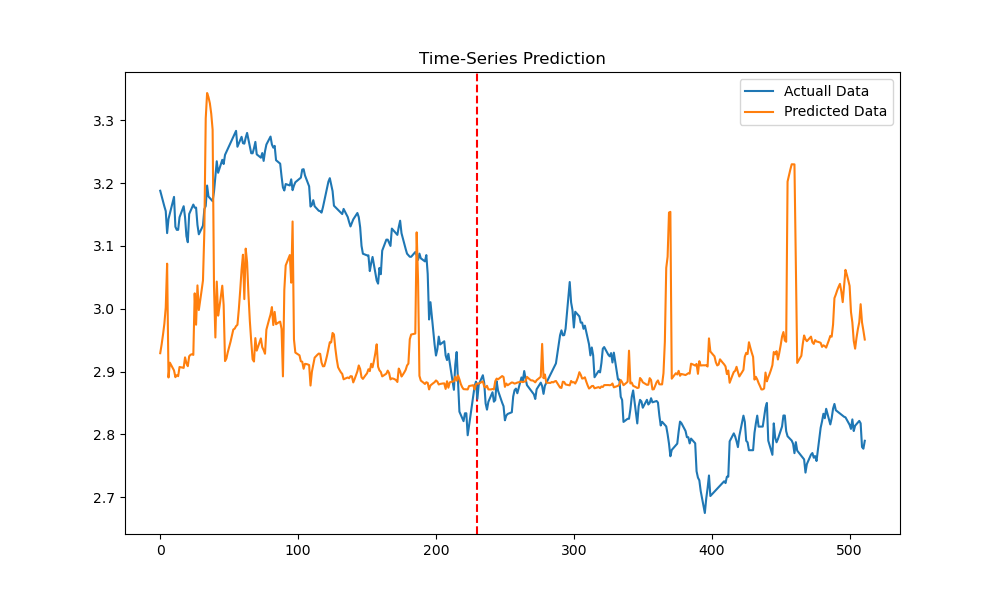 Time-Series Prediction
Actuall Data
Predicted Data
3.3
3.2
3.1
3.0
2.9
2.8
2.7
0 100 200 300 400 500